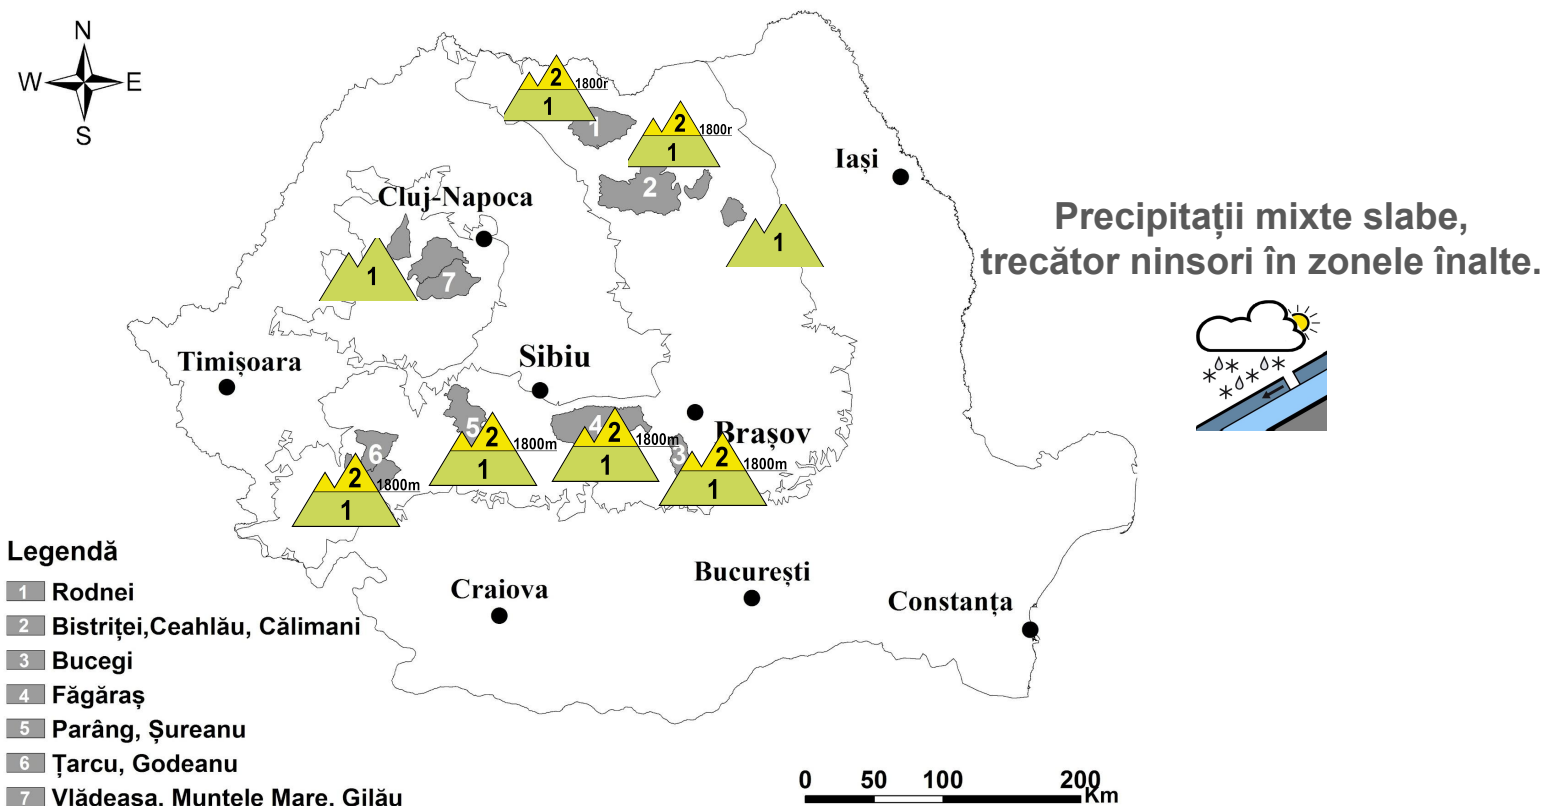 N
W E
S
2
1800r
1
1
2
1800r
1
2
Iași
Cluj-Napoca
Precipitații mixte slabe,
trecător ninsori în zonele înalte.
1
1
7
Timișoara
Sibiu
5
2
1800m
1
4
2
1800m
1
Brașov
3
2
1800m
1
6
2
1800m
1
Legendă
1 Rodnei
2 Bistriței,Ceahlău, Călimani
3 Bucegi
4 Făgăraș
5 Parâng, Șureanu
6 Țarcu, Godeanu
7 Vlădeasa, Muntele Mare, Gilău
Craiova
București
Constanța
0 50 100 200
Km